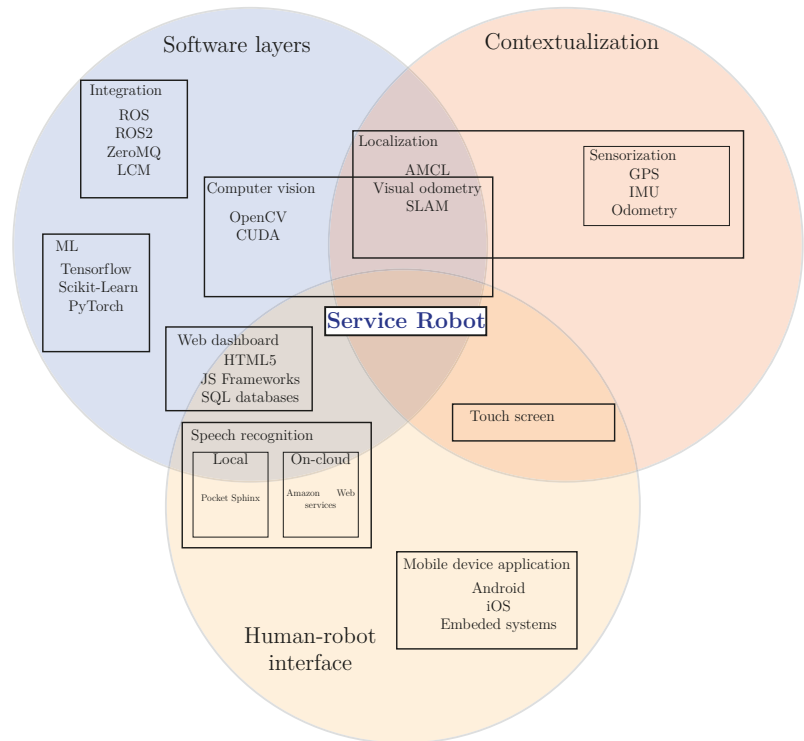 Software layers
Contextualization
Integration
ROS
ROS2
ZeroMQ
LCM
Localization
AMCL
Visual odometry
SLAM
Sensorization
GPS
IMU
Odometry
Computer vision
OpenCV
CUDA
ML
Tensorflow
Scikit-Learn
PyTorch
Service Robot
Web dashboard
HTML5
JS Frameworks
SQL databases
Touch screen
Speech recognition
Local
Pocket Sphinx
On-cloud
Amazon Web
services
Mobile device application
Android
iOS
Embeded systems
Human-robot
interface